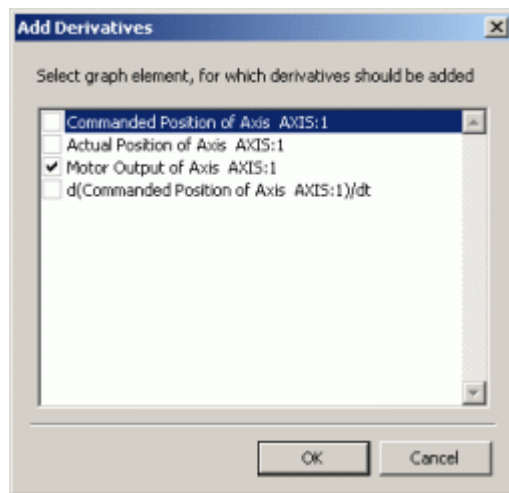 Add Derivatives
Select graph element, for which derivatives should be added
Commanded Position of Axis AXIS:1
Actual Position of Axis AXIS:1
Motor Output of Axis AXIS:1
d(Commanded Position of Axis AXIS:1)/dt
OK
Cancel